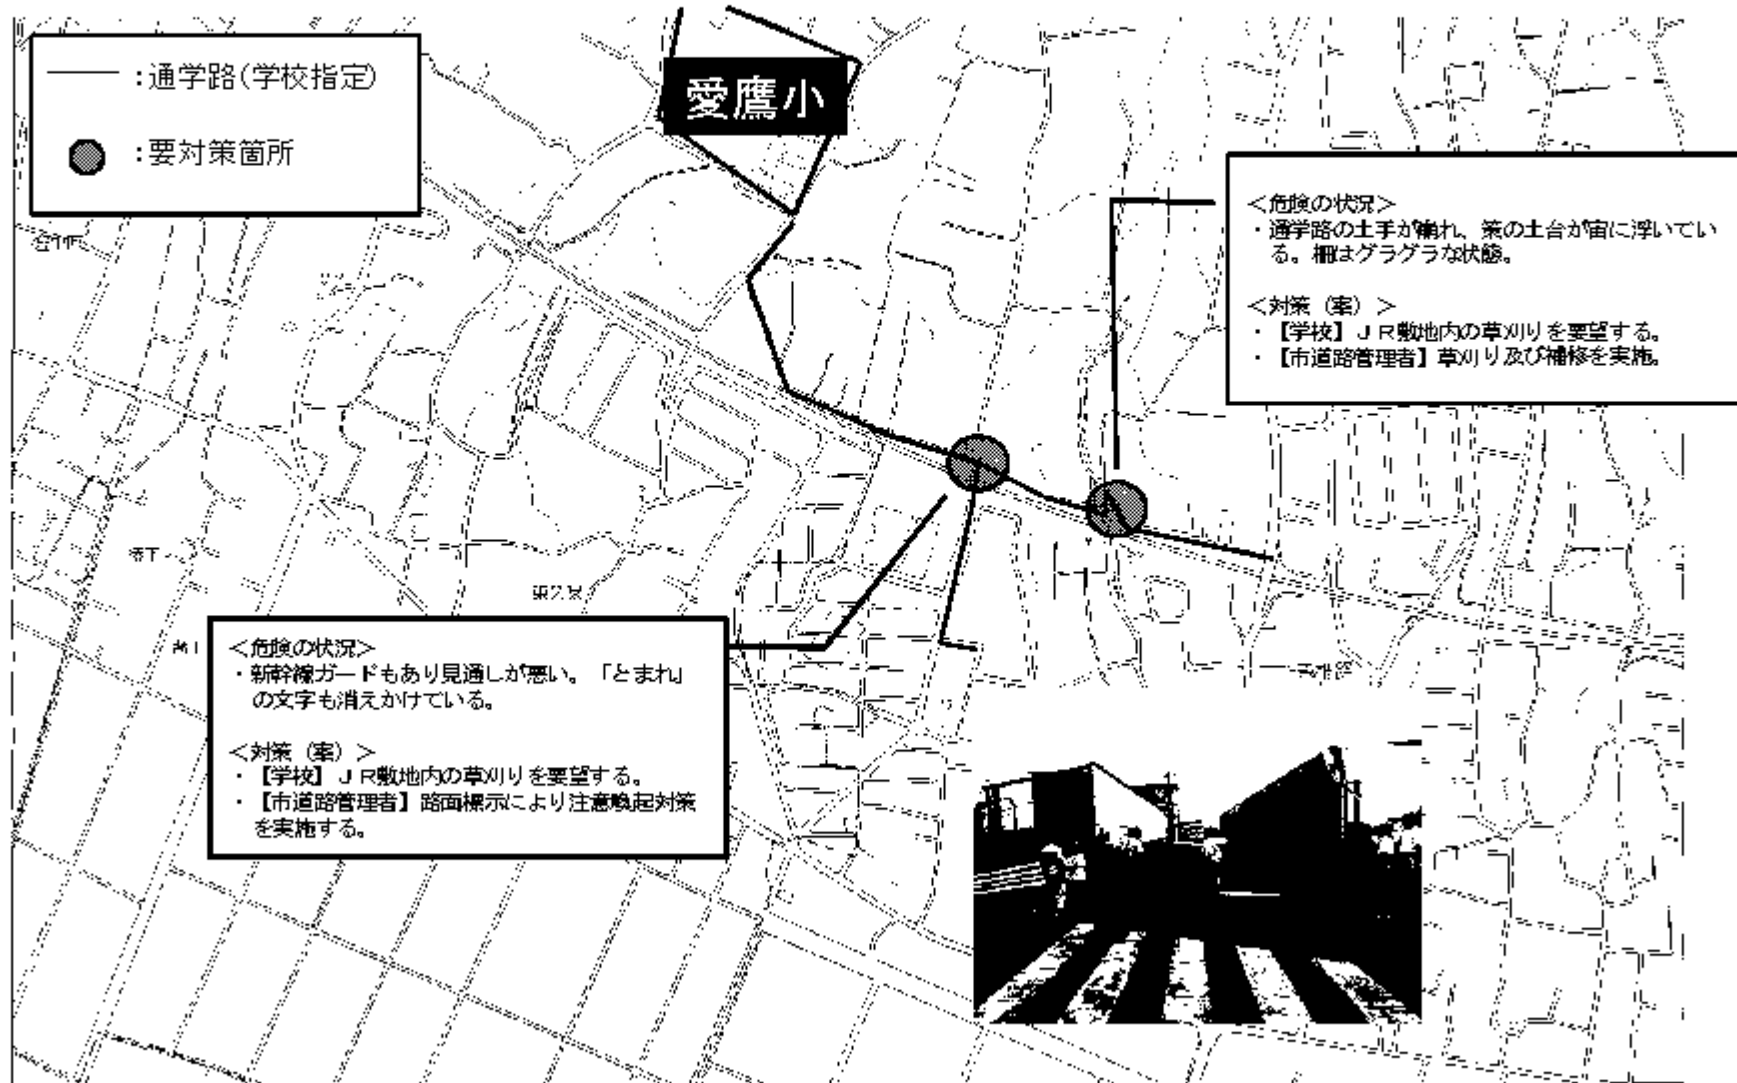 :通学路(学校指定)
:要対策箇所
愛鷹小
＜危険の状況＞
・通学路の土手が崩れ、策の土台が宙に浮いてい
る。柵はグラグラな状態。
＜対策（案）＞
・【学校】ＪＲ敷地内の草刈りを要望する。
・【市道路管理者】草刈り及び補修を実施。
＜危険の状況＞
・新幹線ガードもあり見通しが悪い。「とまれ」
の文字も消えかけている。
＜対策（案）＞
・【学校】ＪＲ敷地内の草刈りを要望する。
・【市道路管理者】路面標示により注意喚起対策
を実施する。